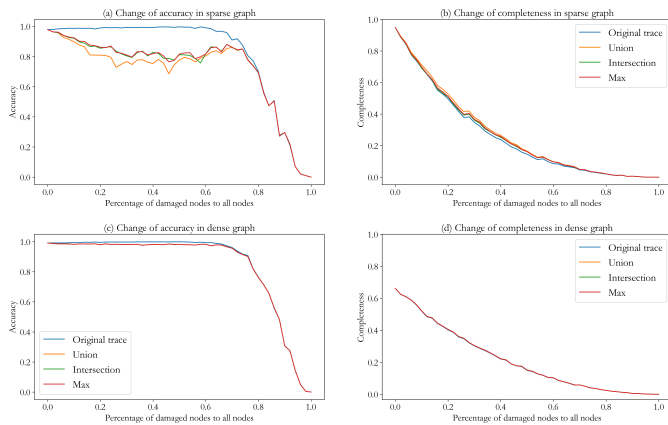 (a) Change of accuracy in sparse graph
1.0
0.8
0.6
0.4
0.2
0.0
Accuracy
0.0 0.2 0.4 0.6 0.8 1.0
Percentage of damaged nodes to all nodes
(b) Change of completeness in sparse graph
1.0
0.8
0.6
0.4
0.2
0.0
Completeness
Original trace
Union
Intersection
Max
0.0 0.2 0.4 0.6 0.8 1.0
Percentage of damaged nodes to all nodes
(c) Change of accuracy in dense graph
1.0
0.8
0.6
0.4
0.2
0.0
Accuracy
Original trace
Union
Intersection
Max
0.0 0.2 0.4 0.6 0.8 1.0
Percentage of damaged nodes to all nodes
(d) Change of completeness in dense graph
1.0
0.8
0.6
0.4
0.2
0.0
Completeness
Original trace
Union
Intersection
Max
0.0 0.2 0.4 0.6 0.8 1.0
Percentage of damaged nodes to all nodes